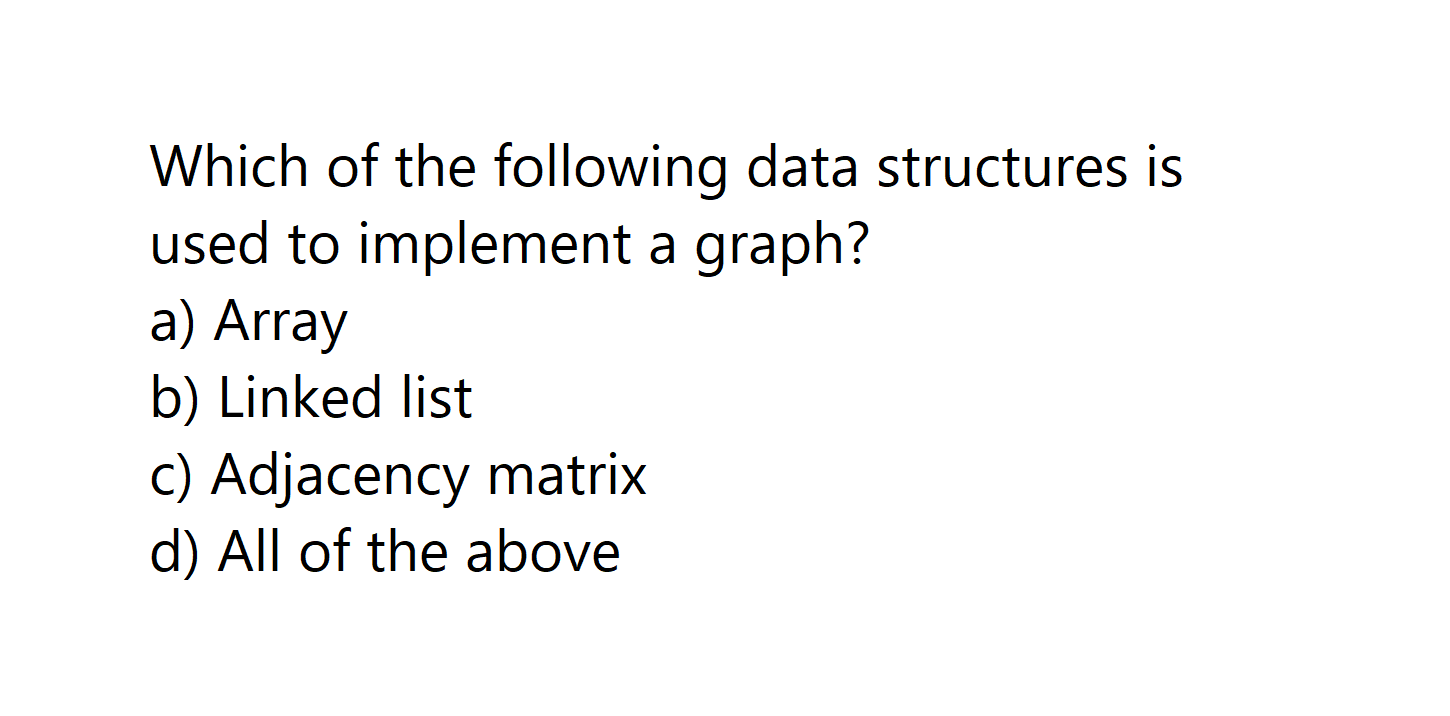 Which of the following data structures is
used to implement a graph?
a) Array
b) Linked list
c) Adjacency matrix
d) All of the above